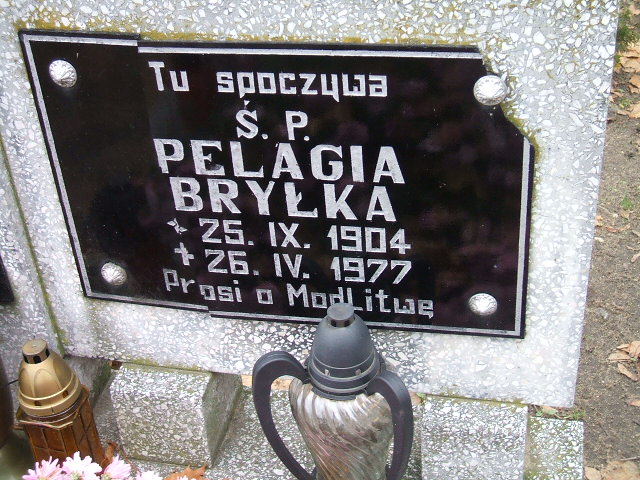 Tu spoczywa
Ś. P.
PELAGIA
BRYŁKA
* 25. IX. 1904
+ 26. IV. 1977
Prosi o Modlitwę